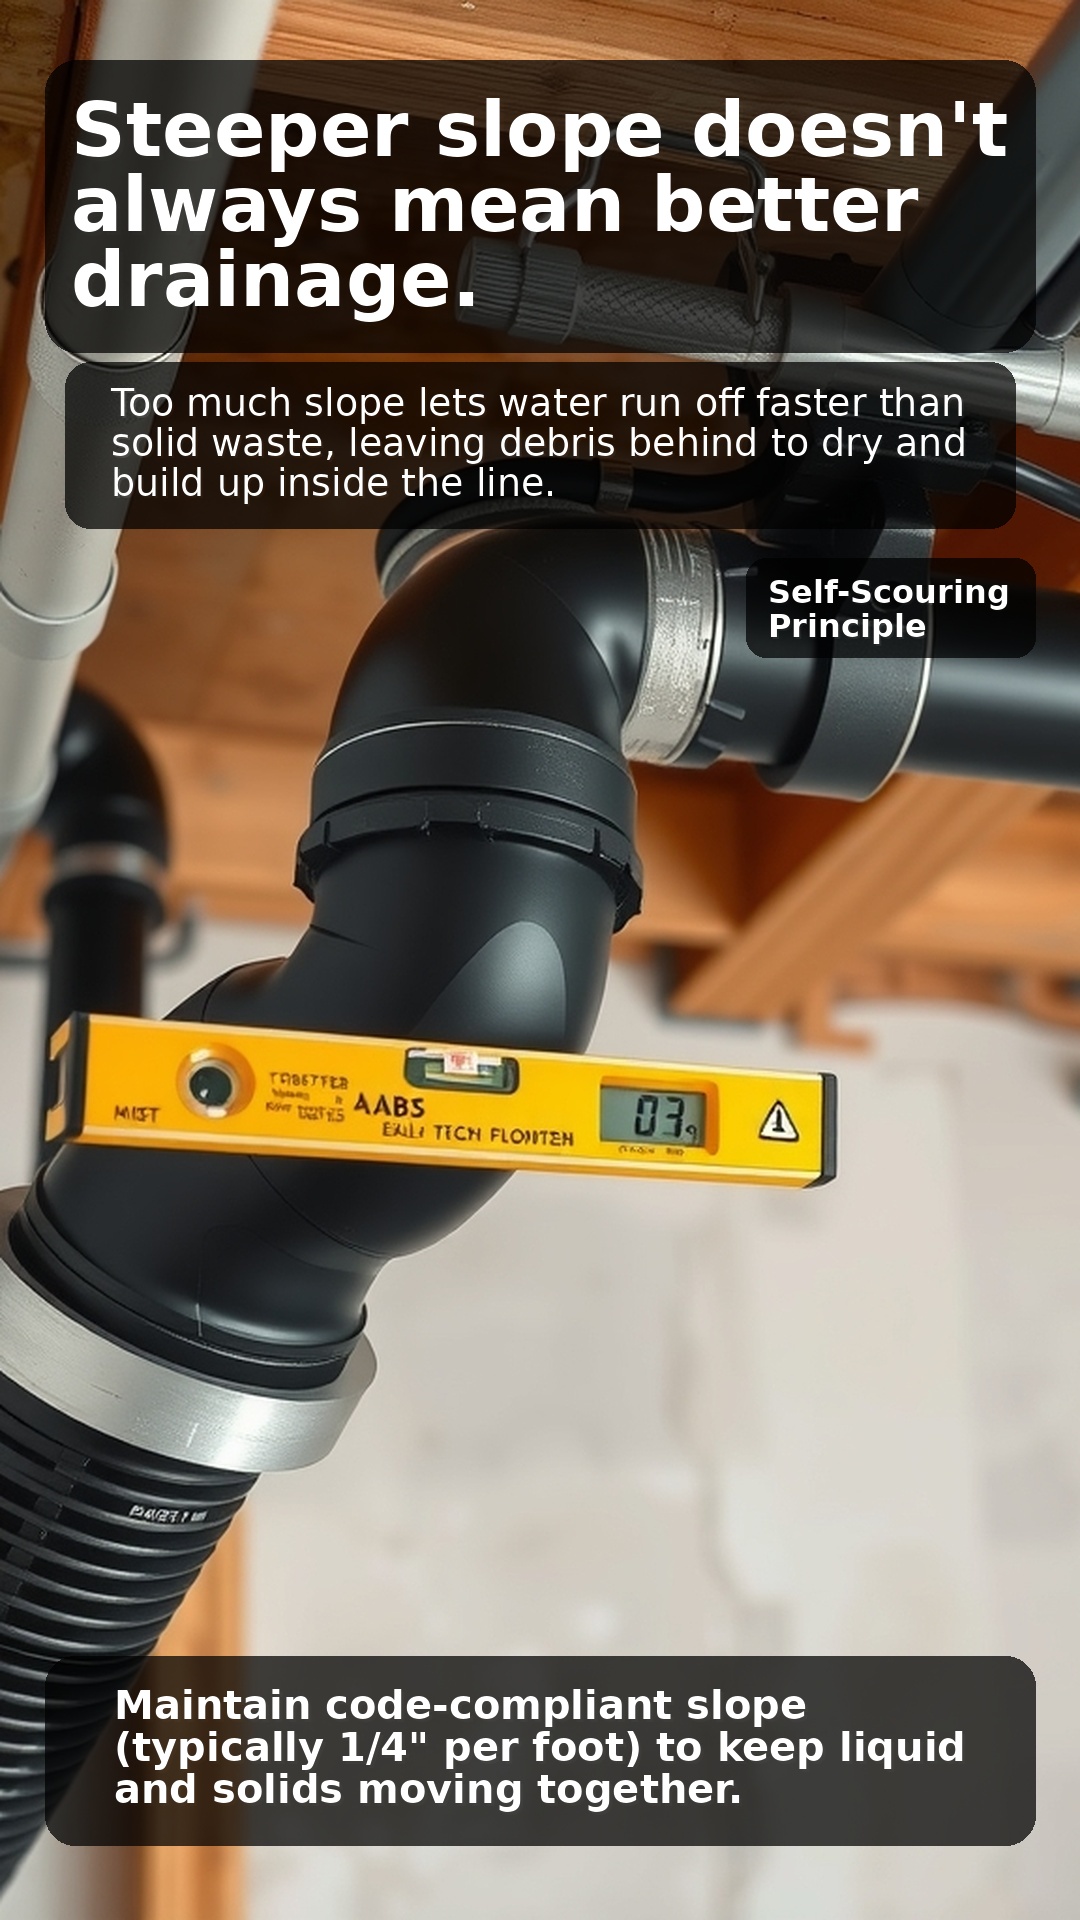 Steeper slope doesn't
always mean better
drainage.
Too much slope lets water run off faster than
solid waste, leaving debris behind to dry and
build up inside the line.
Self-Scouring
Principle
AABS
03
Maintain code-compliant slope
(typically 1/4" per foot) to keep liquid
and solids moving together.